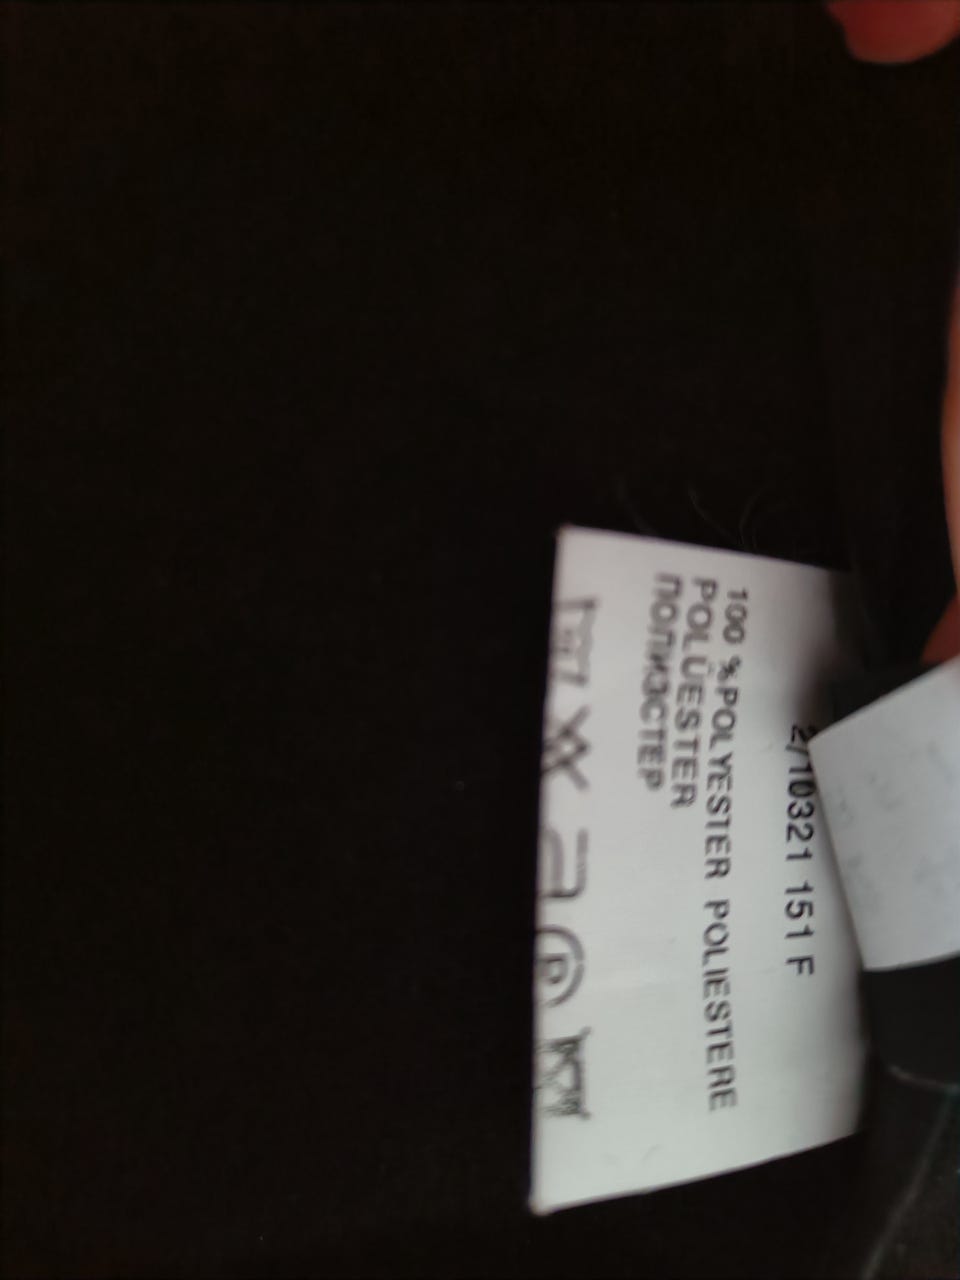 2/10321 151 F
100 %POLYESTER POLIESTERE
POLÜESTER
ПОЛИЭСТЕР
P